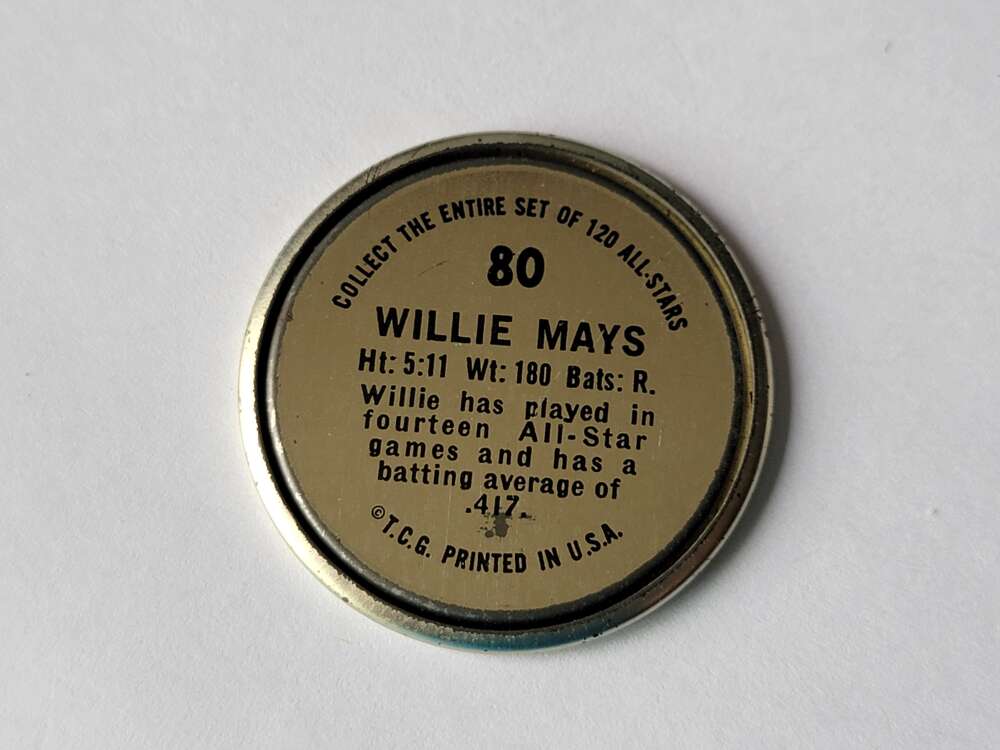 COLLECT THE ENTIRE SET OF 120 ALL-STARS
80
WILLIE MAYS
Ht: 5:11 Wt: 180 Bats: R.
Willie has played in
fourteen All-Star
games and has a
batting average of
.417.
© T.C.G. PRINTED IN U.S.A.